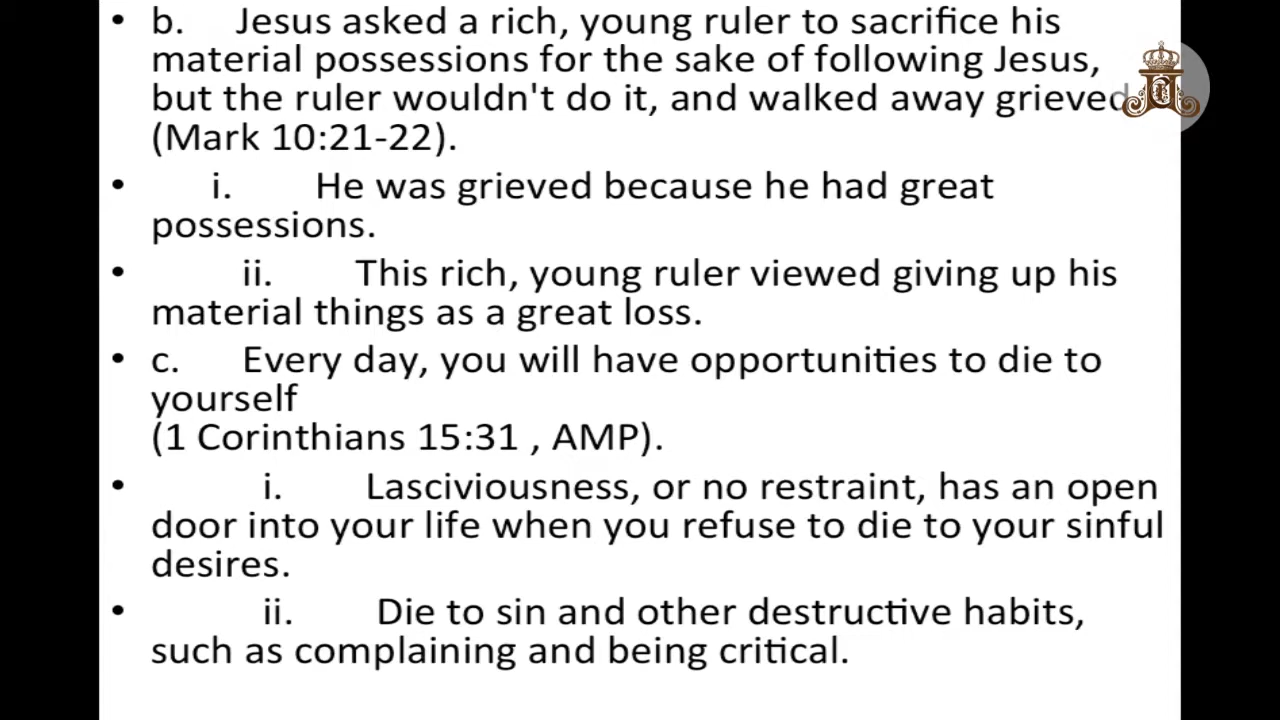 • b. Jesus asked a rich, young ruler to sacrifice his
material possessions for the sake of following Jesus,
but the ruler wouldn't do it, and walked away grieved
(Mark 10:21-22).
• i. He was grieved because he had great
possessions.
• ii. This rich, young ruler viewed giving up his
material things as a great loss.
• c. Every day, you will have opportunities to die to
yourself
(1 Corinthians 15:31 , AMP).
• i. Lasciviousness, or no restraint, has an open
door into your life when you refuse to die to your sinful
desires.
• ii. Die to sin and other destructive habits,
such as complaining and being critical.